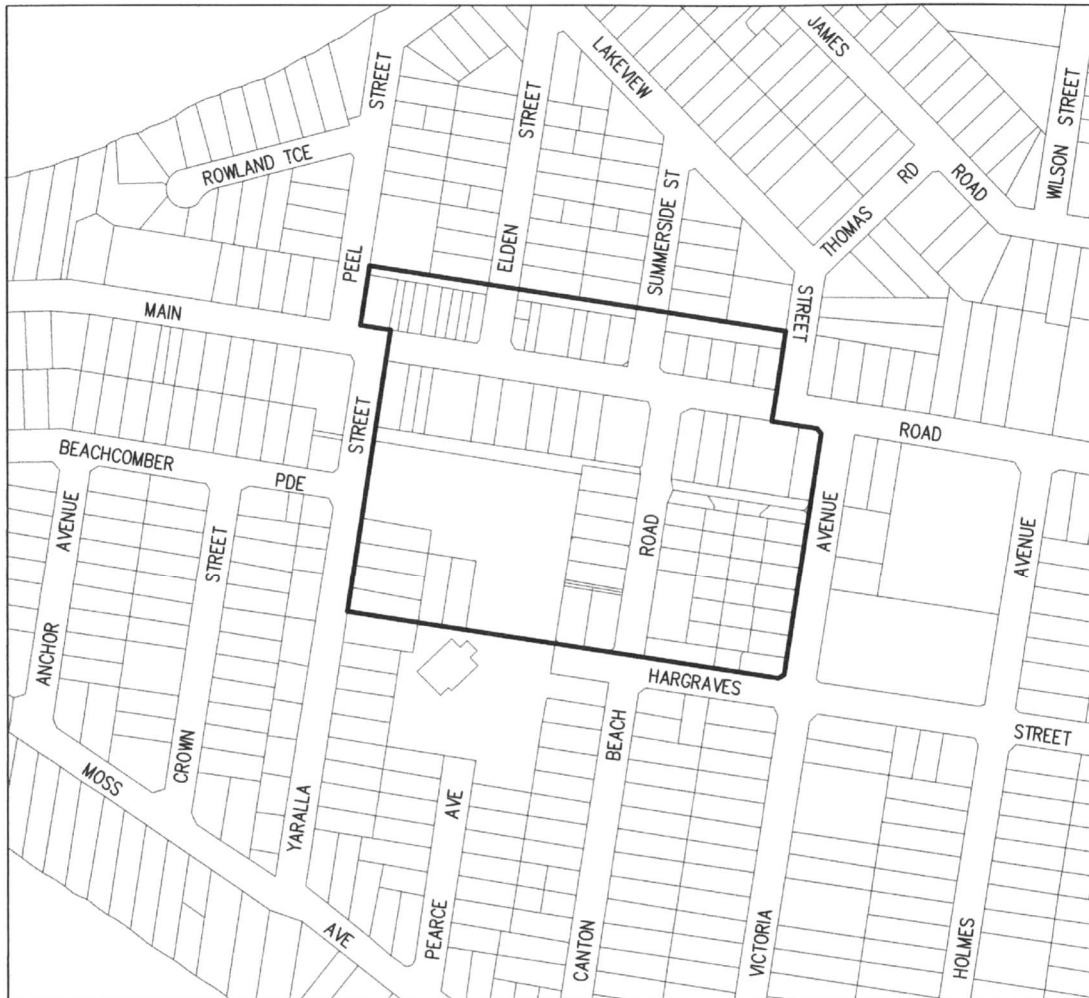 JAMES
LAKEVIEW
STREET
STREET
WILSON STREET
ROWLAND TCE
ROAD
THOMAS RD
SUMMERSIDE ST
ELDEN
PEEL
STREET
MAIN
ROAD
STREET
BEACHCOMBER
PDE
AVENUE
STREET
ROAD
AVENUE
AVENUE
ANCHOR
HARGRAVES
STREET
BEACH
MOSS
CROWN
YARALLA
AVE
AVE
PEARCE
CANTON
VICTORIA
HOLMES